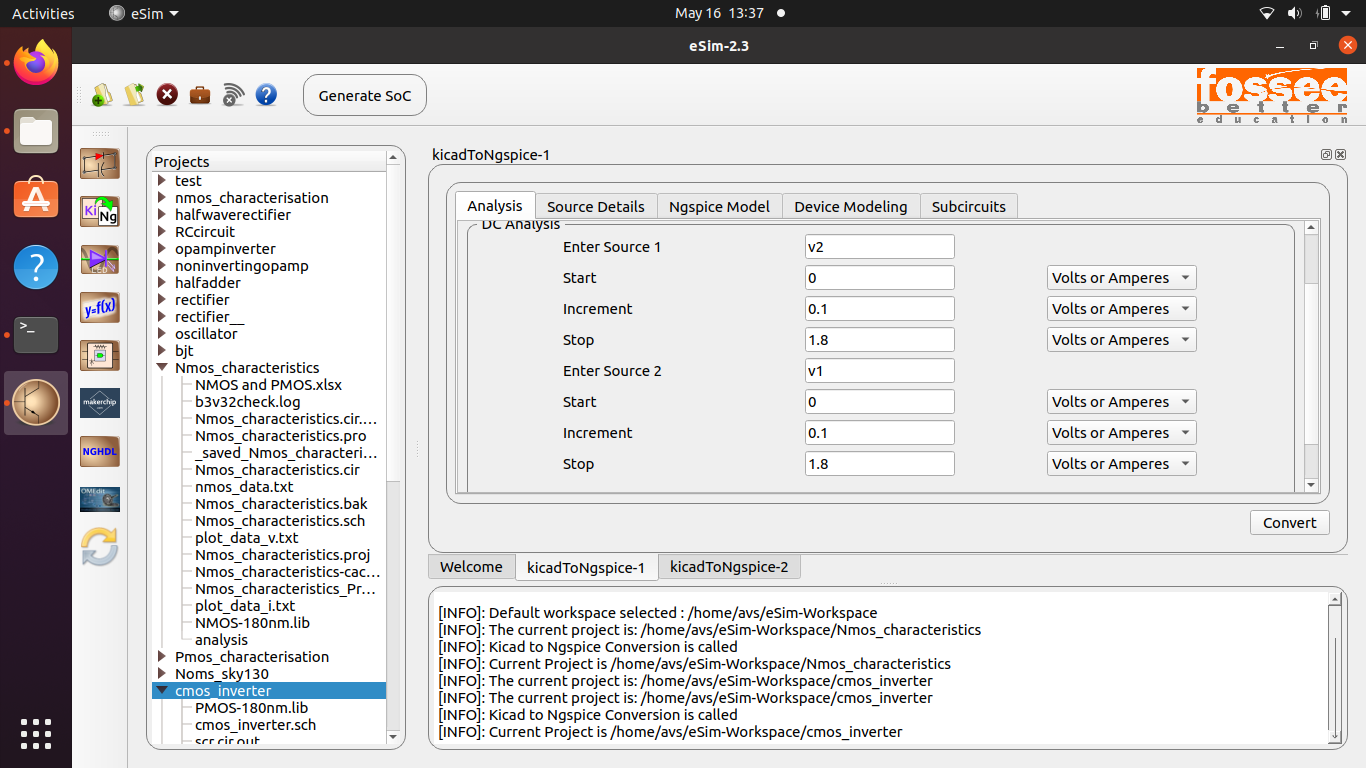 Activities eSim May 16 13:37
eSim-2.3
Generate SoC
fossee
better
education
Projects
test
nmos_characterisation
halfwaverectifier
RCcircuit
opampinverter
noninvertingopamp
halfadder
rectifier
rectifier__
oscillator
bjt
Nmos_characteristics
NMOS and PMOS.xlsx
b3v32check.log
Nmos_characteristics.cir....
Nmos_characteristics.pro
_saved_Nmos_characteri...
Nmos_characteristics.cir
nmos_data.txt
Nmos_characteristics.bak
Nmos_characteristics.sch
plot_data_v.txt
Nmos_characteristics.proj
Nmos_characteristics-cac...
Nmos_characteristics_Pr...
plot_data_i.txt
NMOS-180nm.lib
analysis
Pmos_characterisation
Noms_sky130
cmos_inverter
PMOS-180nm.lib
cmos_inverter.sch
scr.cir.out
Ki Ng
y=f(x)
makerchip
NGHDL
OMEdit
kicadToNgspice-1
Analysis Source Details Ngspice Model Device Modeling Subcircuits
DC Analysis
Enter Source 1 v2
Start 0 Volts or Amperes
Increment 0.1 Volts or Amperes
Stop 1.8 Volts or Amperes
Enter Source 2 v1
Start 0 Volts or Amperes
Increment 0.1 Volts or Amperes
Stop 1.8 Volts or Amperes
Convert
Welcome kicadToNgspice-1 kicadToNgspice-2
[INFO]: Default workspace selected : /home/avs/eSim-Workspace
[INFO]: The current project is: /home/avs/eSim-Workspace/Nmos_characteristics
[INFO]: Kicad to Ngspice Conversion is called
[INFO]: Current Project is /home/avs/eSim-Workspace/Nmos_characteristics
[INFO]: The current project is: /home/avs/eSim-Workspace/cmos_inverter
[INFO]: The current project is: /home/avs/eSim-Workspace/cmos_inverter
[INFO]: Kicad to Ngspice Conversion is called
[INFO]: Current Project is /home/avs/eSim-Workspace/cmos_inverter